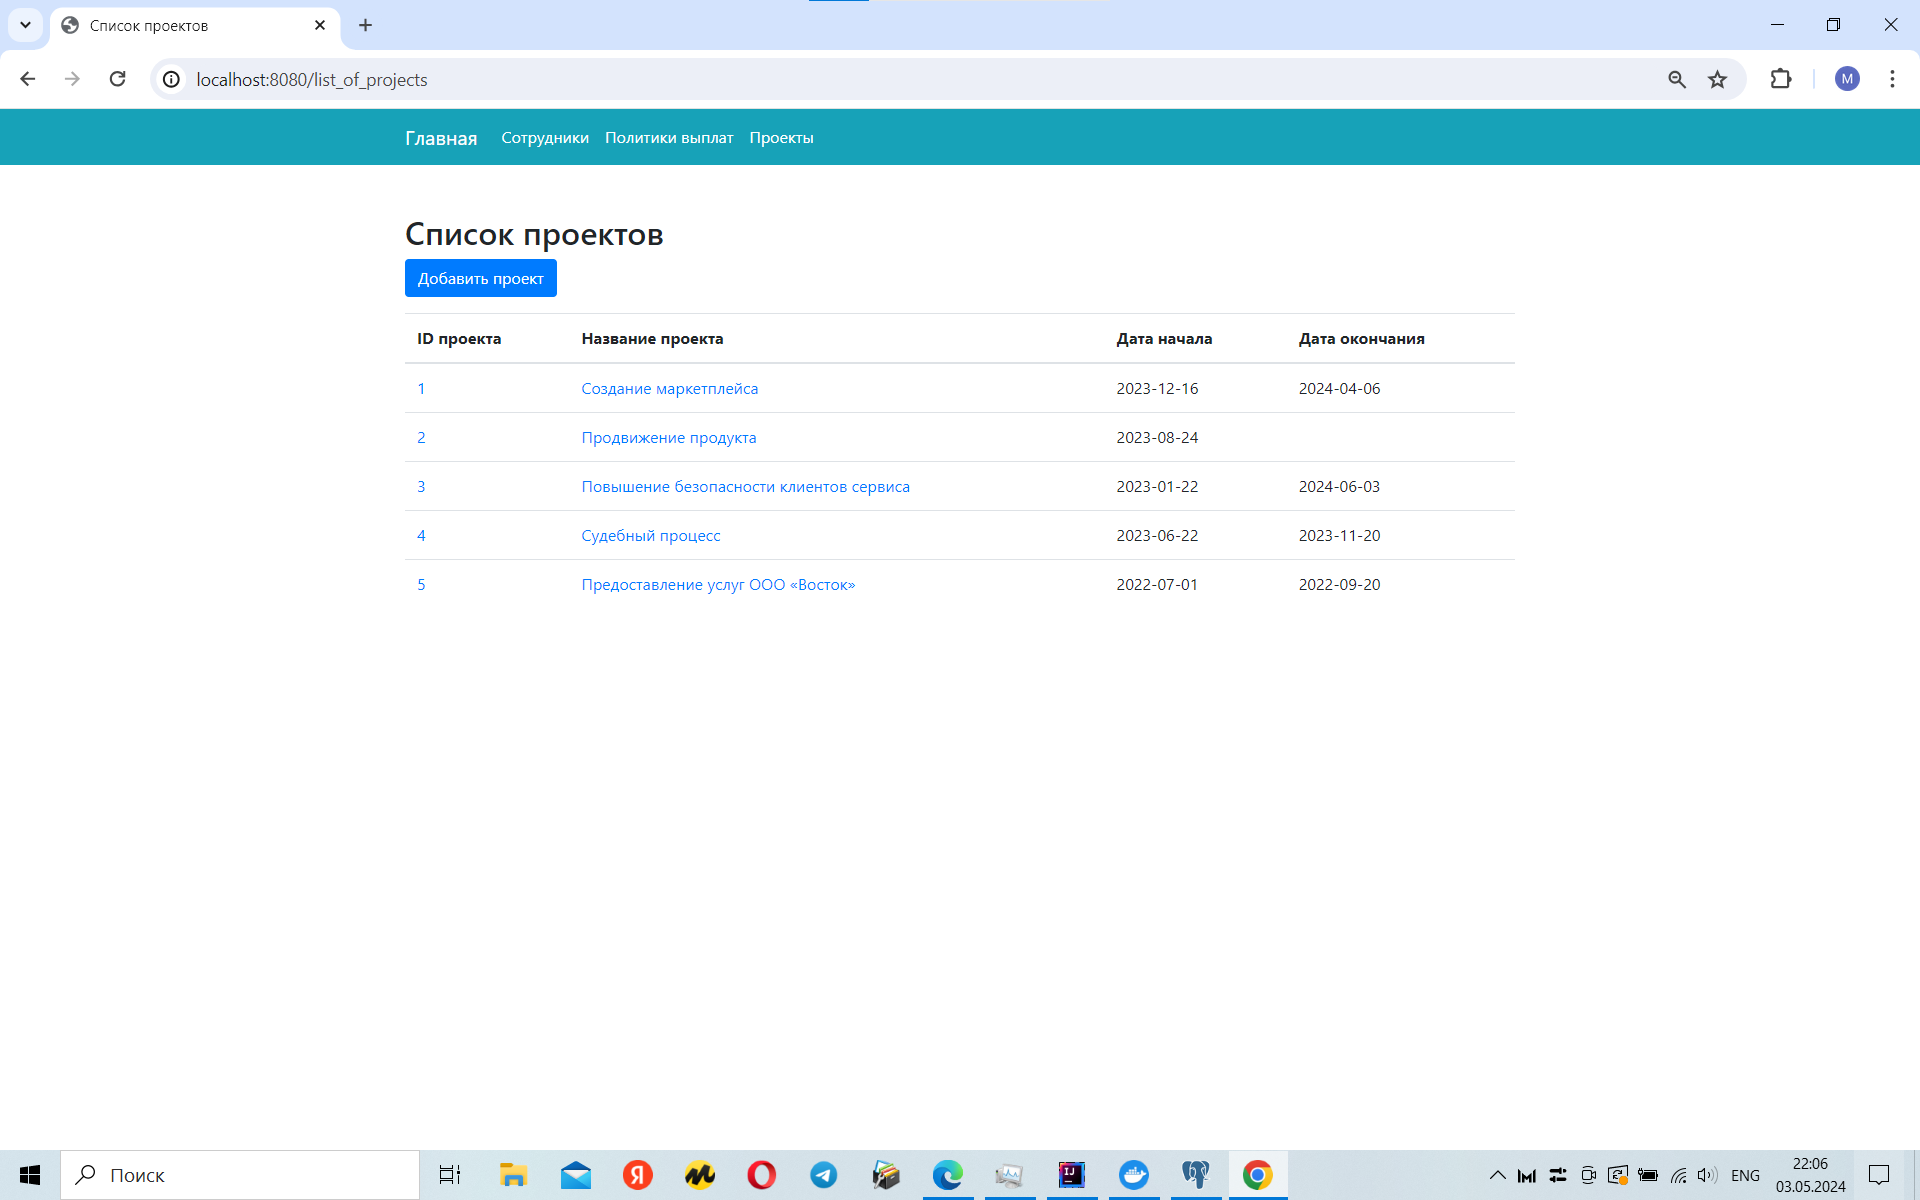 Список проектов
localhost:8080/list_of_projects
M
Главная Сотрудники Политики выплат Проекты
Список проектов
Добавить проект
ID проекта Название проекта Дата начала Дата окончания
1 Создание маркетплейса 2023-12-16 2024-04-06
2 Продвижение продукта 2023-08-24
3 Повышение безопасности клиентов сервиса 2023-01-22 2024-06-03
4 Судебный процесс 2023-06-22 2023-11-20
5 Предоставление услуг ООО «Восток» 2022-07-01 2022-09-20
Поиск
Я
IJ
ENG
22:06
03.05.2024